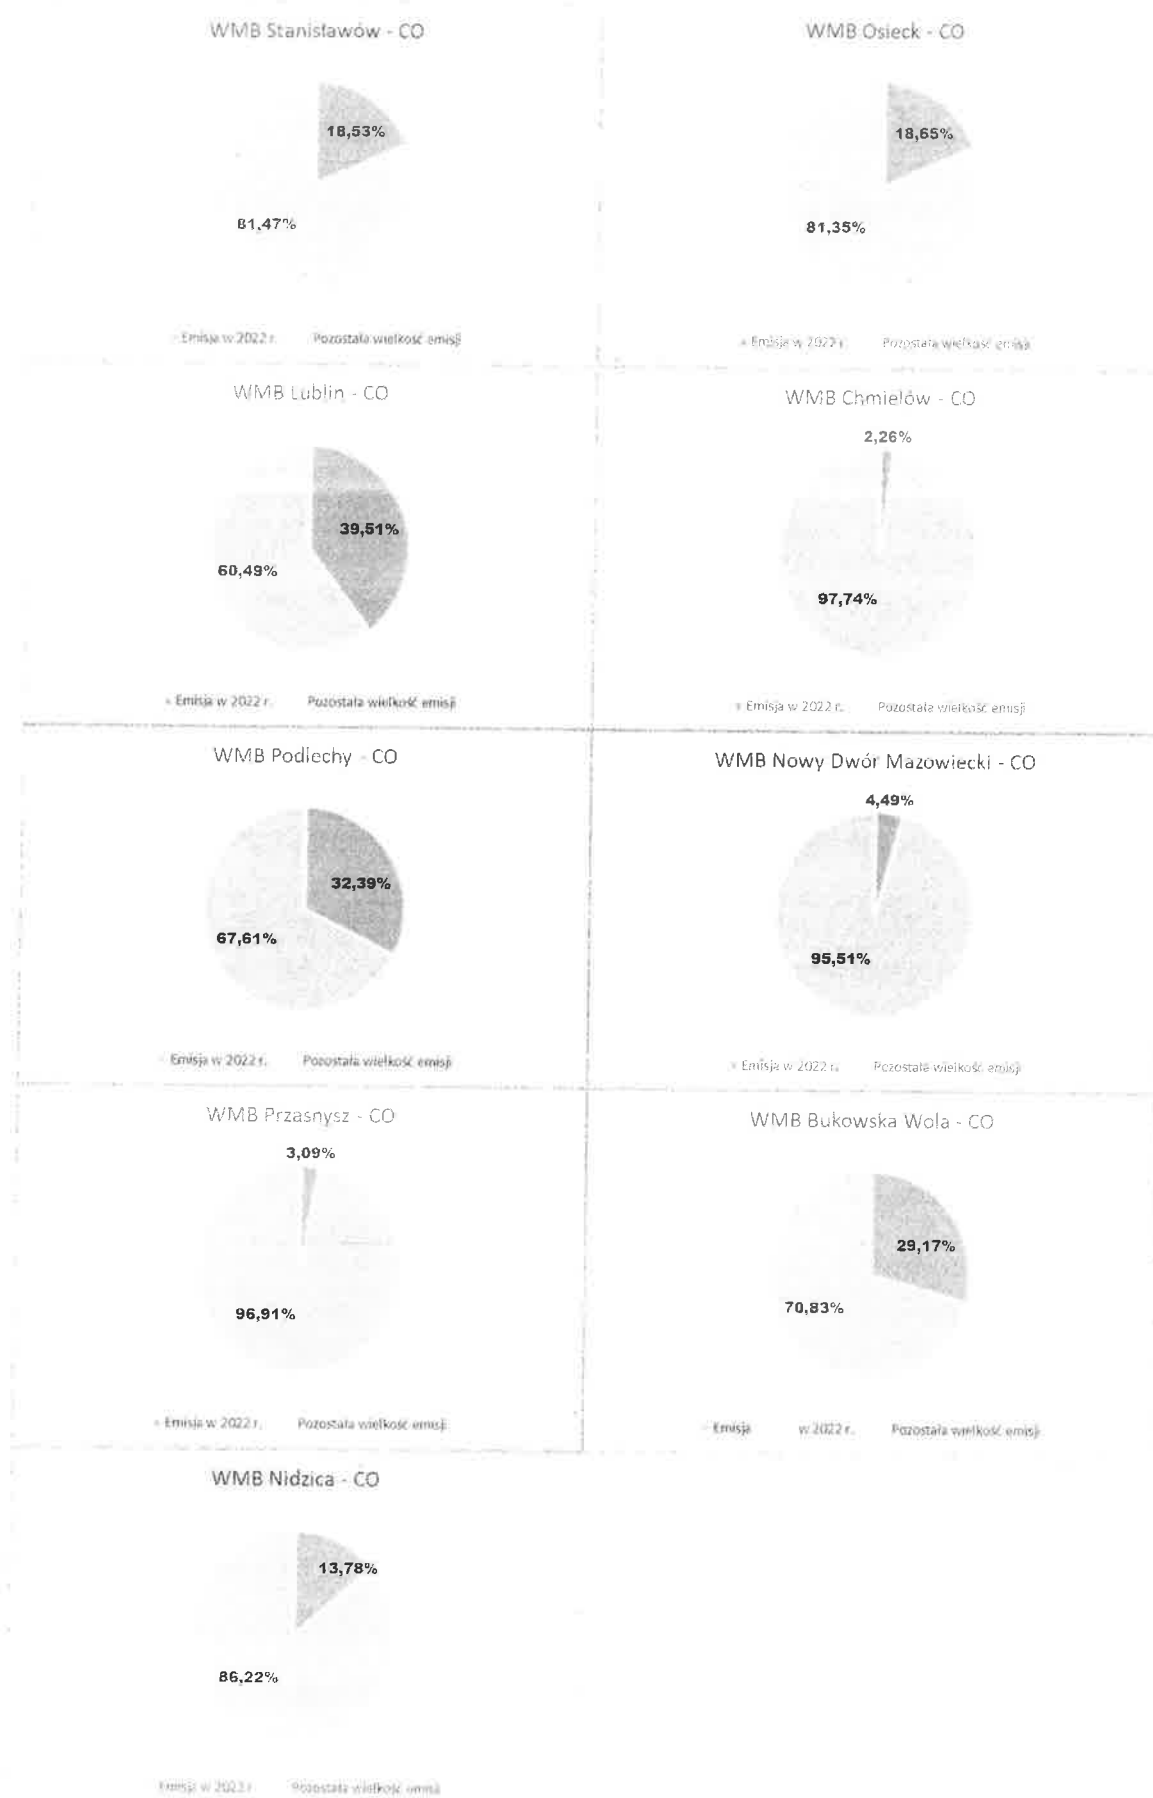 WMB Stanisławów - CO
18,53%
81,47%
Emisja w 2022 r. Pozostała wielkość emisji
WMB Osieck - CO
18,65%
81,35%
Emisja w 2022 r. Pozostała wielkość emisji
WMB Lublin - CO
39,51%
60,49%
Emisja w 2022 r. Pozostała wielkość emisji
WMB Chmielów - CO
2,26%
97,74%
Emisja w 2022 r. Pozostała wielkość emisji
WMB Podlechy - CO
32,39%
67,61%
Emisja w 2022 r. Pozostała wielkość emisji
WMB Nowy Dwór Mazowiecki - CO
4,49%
95,51%
Emisja w 2022 r. Pozostała wielkość emisji
WMB Przasnysz - CO
3,09%
96,91%
Emisja w 2022 r. Pozostała wielkość emisji
WMB Bukowska Wola - CO
29,17%
70,83%
Emisja w 2022 r. Pozostała wielkość emisji
WMB Nidzica - CO
13,78%
86,22%
Emisja w 2022 r. Pozostała wielkość emisji